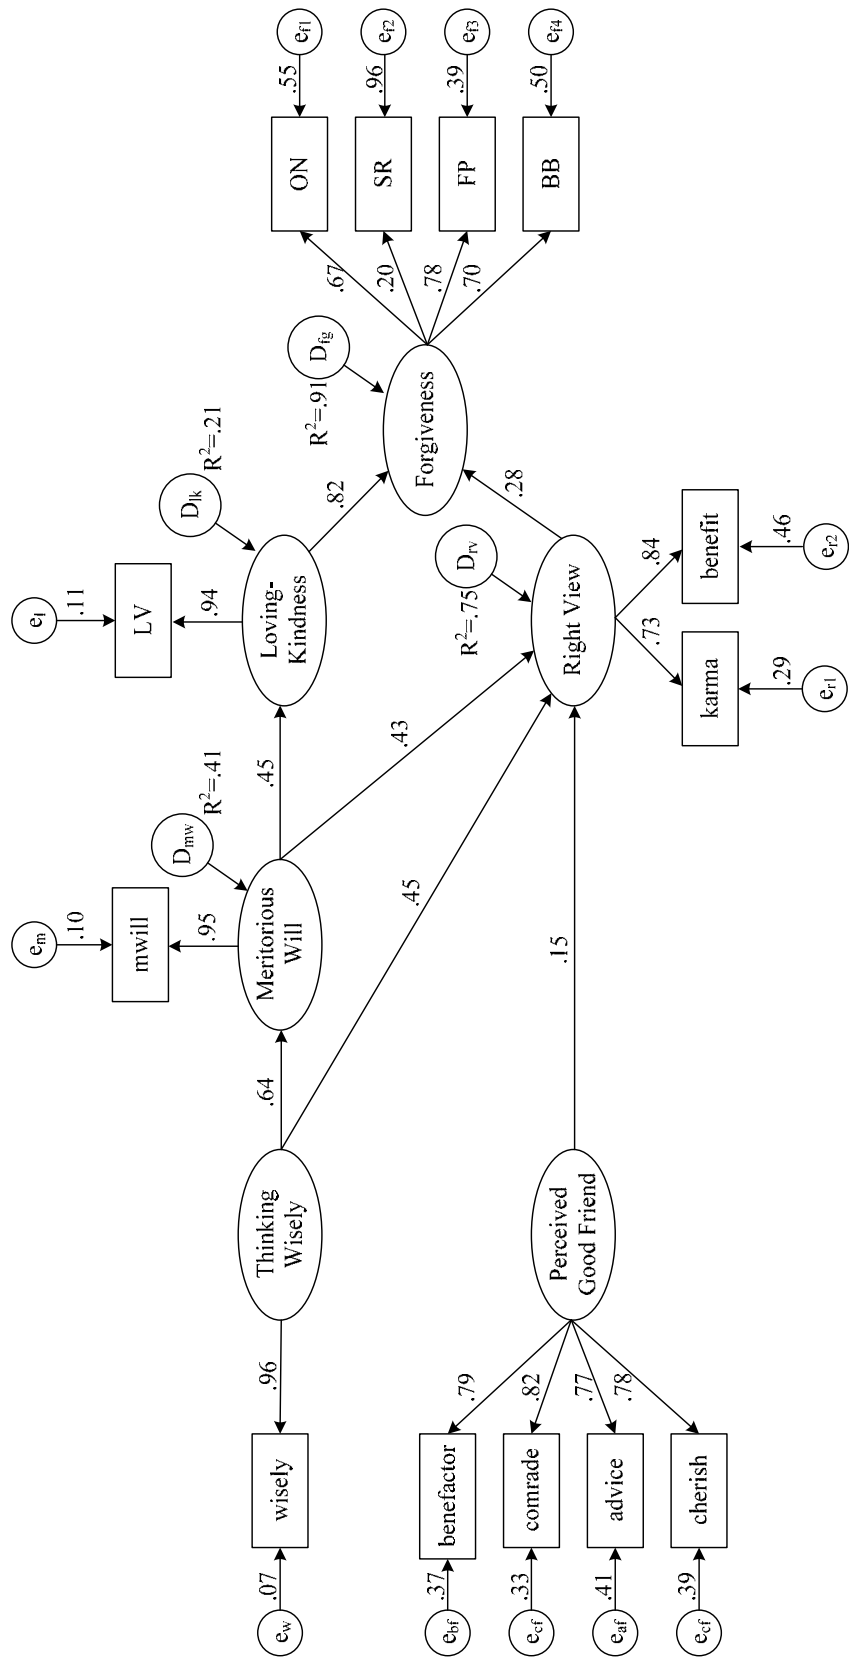 e_f1
.55
ON
.67
e_f2
.96
SR
.20
e_f3
.39
FP
.78
e_f4
.50
BB
.70
D_fg
R²=.91
Forgiveness
.82
.28
D_lk
R²=.21
e_l
.11
LV
.94
Loving-
Kindness
D_rv
R²=.75
Right View
.84
benefit
.46
e_r2
.73
karma
.29
e_r1
.45
.43
.45
.15
D_mw
R²=.41
e_m
.10
mwill
.95
Meritorious
Will
.64
Thinking
Wisely
.96
wisely
.07
e_w
Perceived
Good Friend
.79
benefactor
.37
e_bf
.82
comrade
.33
e_cf
.77
advice
.41
e_af
.78
cherish
.39
e_cf